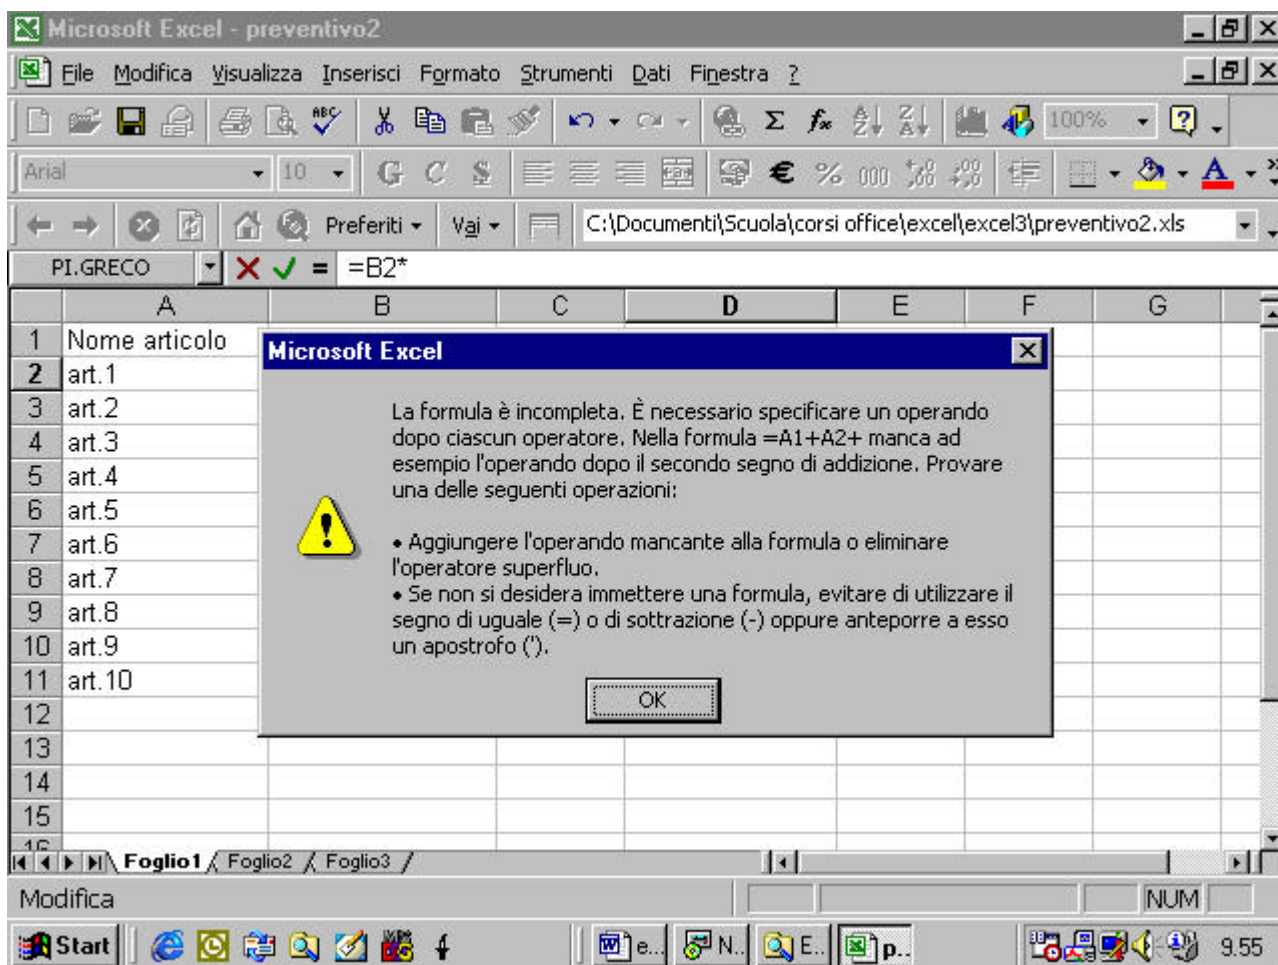 Microsoft Excel - preventivo2
File Modifica Visualizza Inserisci Formato Strumenti Dati Finestra ?
ABC Σ fx A Z Z A 100% ?
Arial 10 G C S € % 000
Preferiti Vai C:\Documenti\Scuola\corsi office\excel\excel3\preventivo2.xls
PI.GRECO = =B2*
A B C D E F G
1 Nome articolo
2 art.1
3 art.2
4 art.3
5 art.4
6 art.5
7 art.6
8 art.7
9 art.8
10 art.9
11 art.10
12
13
14
15
16
Microsoft Excel
La formula è incompleta. È necessario specificare un operando
dopo ciascun operatore. Nella formula =A1+A2+ manca ad
esempio l'operando dopo il secondo segno di addizione. Provare
una delle seguenti operazioni:
• Aggiungere l'operando mancante alla formula o eliminare
l'operatore superfluo.
• Se non si desidera immettere una formula, evitare di utilizzare il
segno di uguale (=) o di sottrazione (-) oppure anteporre a esso
un apostrofo (').
OK
Foglio1 Foglio2 Foglio3
Modifica NUM
Start e... N.. E.. p.. 9.55